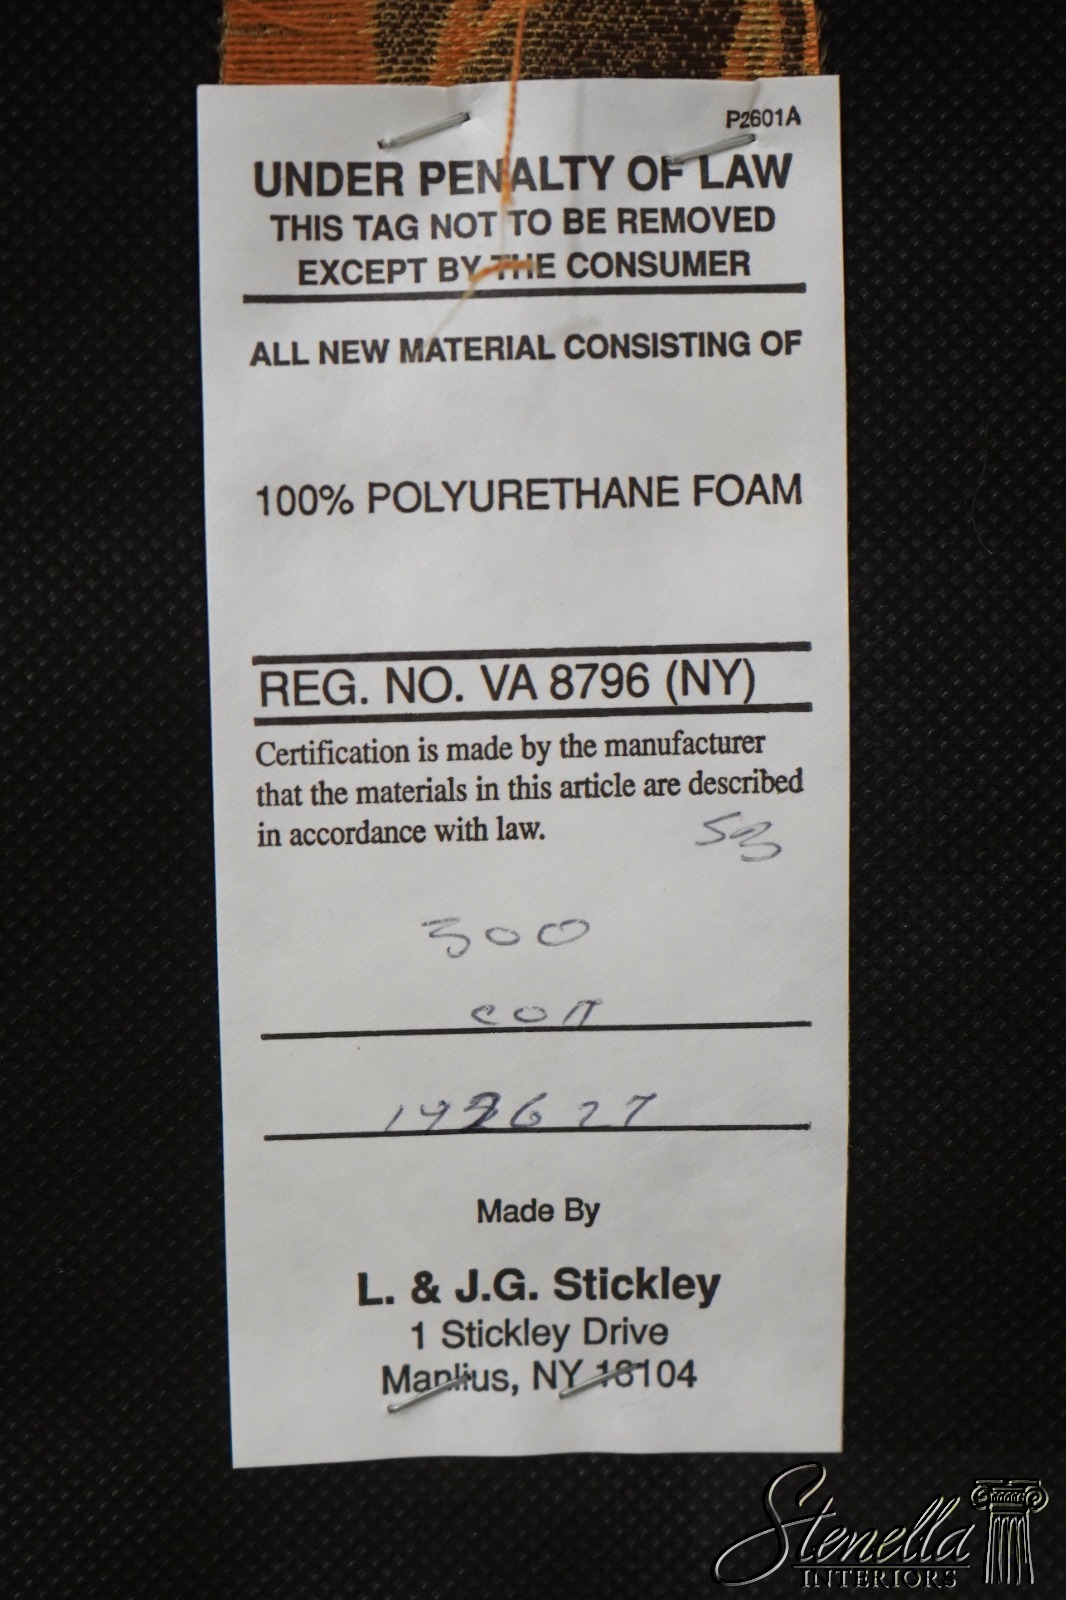 P2601A
UNDER PENALTY OF LAW
THIS TAG NOT TO BE REMOVED
EXCEPT BY THE CONSUMER
ALL NEW MATERIAL CONSISTING OF
100% POLYURETHANE FOAM
REG. NO. VA 8796 (NY)
Certification is made by the manufacturer
that the materials in this article are described
in accordance with law.
53
300
Made By
L. & J.G. Stickley
1 Stickley Drive
Manlius, NY 13104
Stenella
INTERIORS